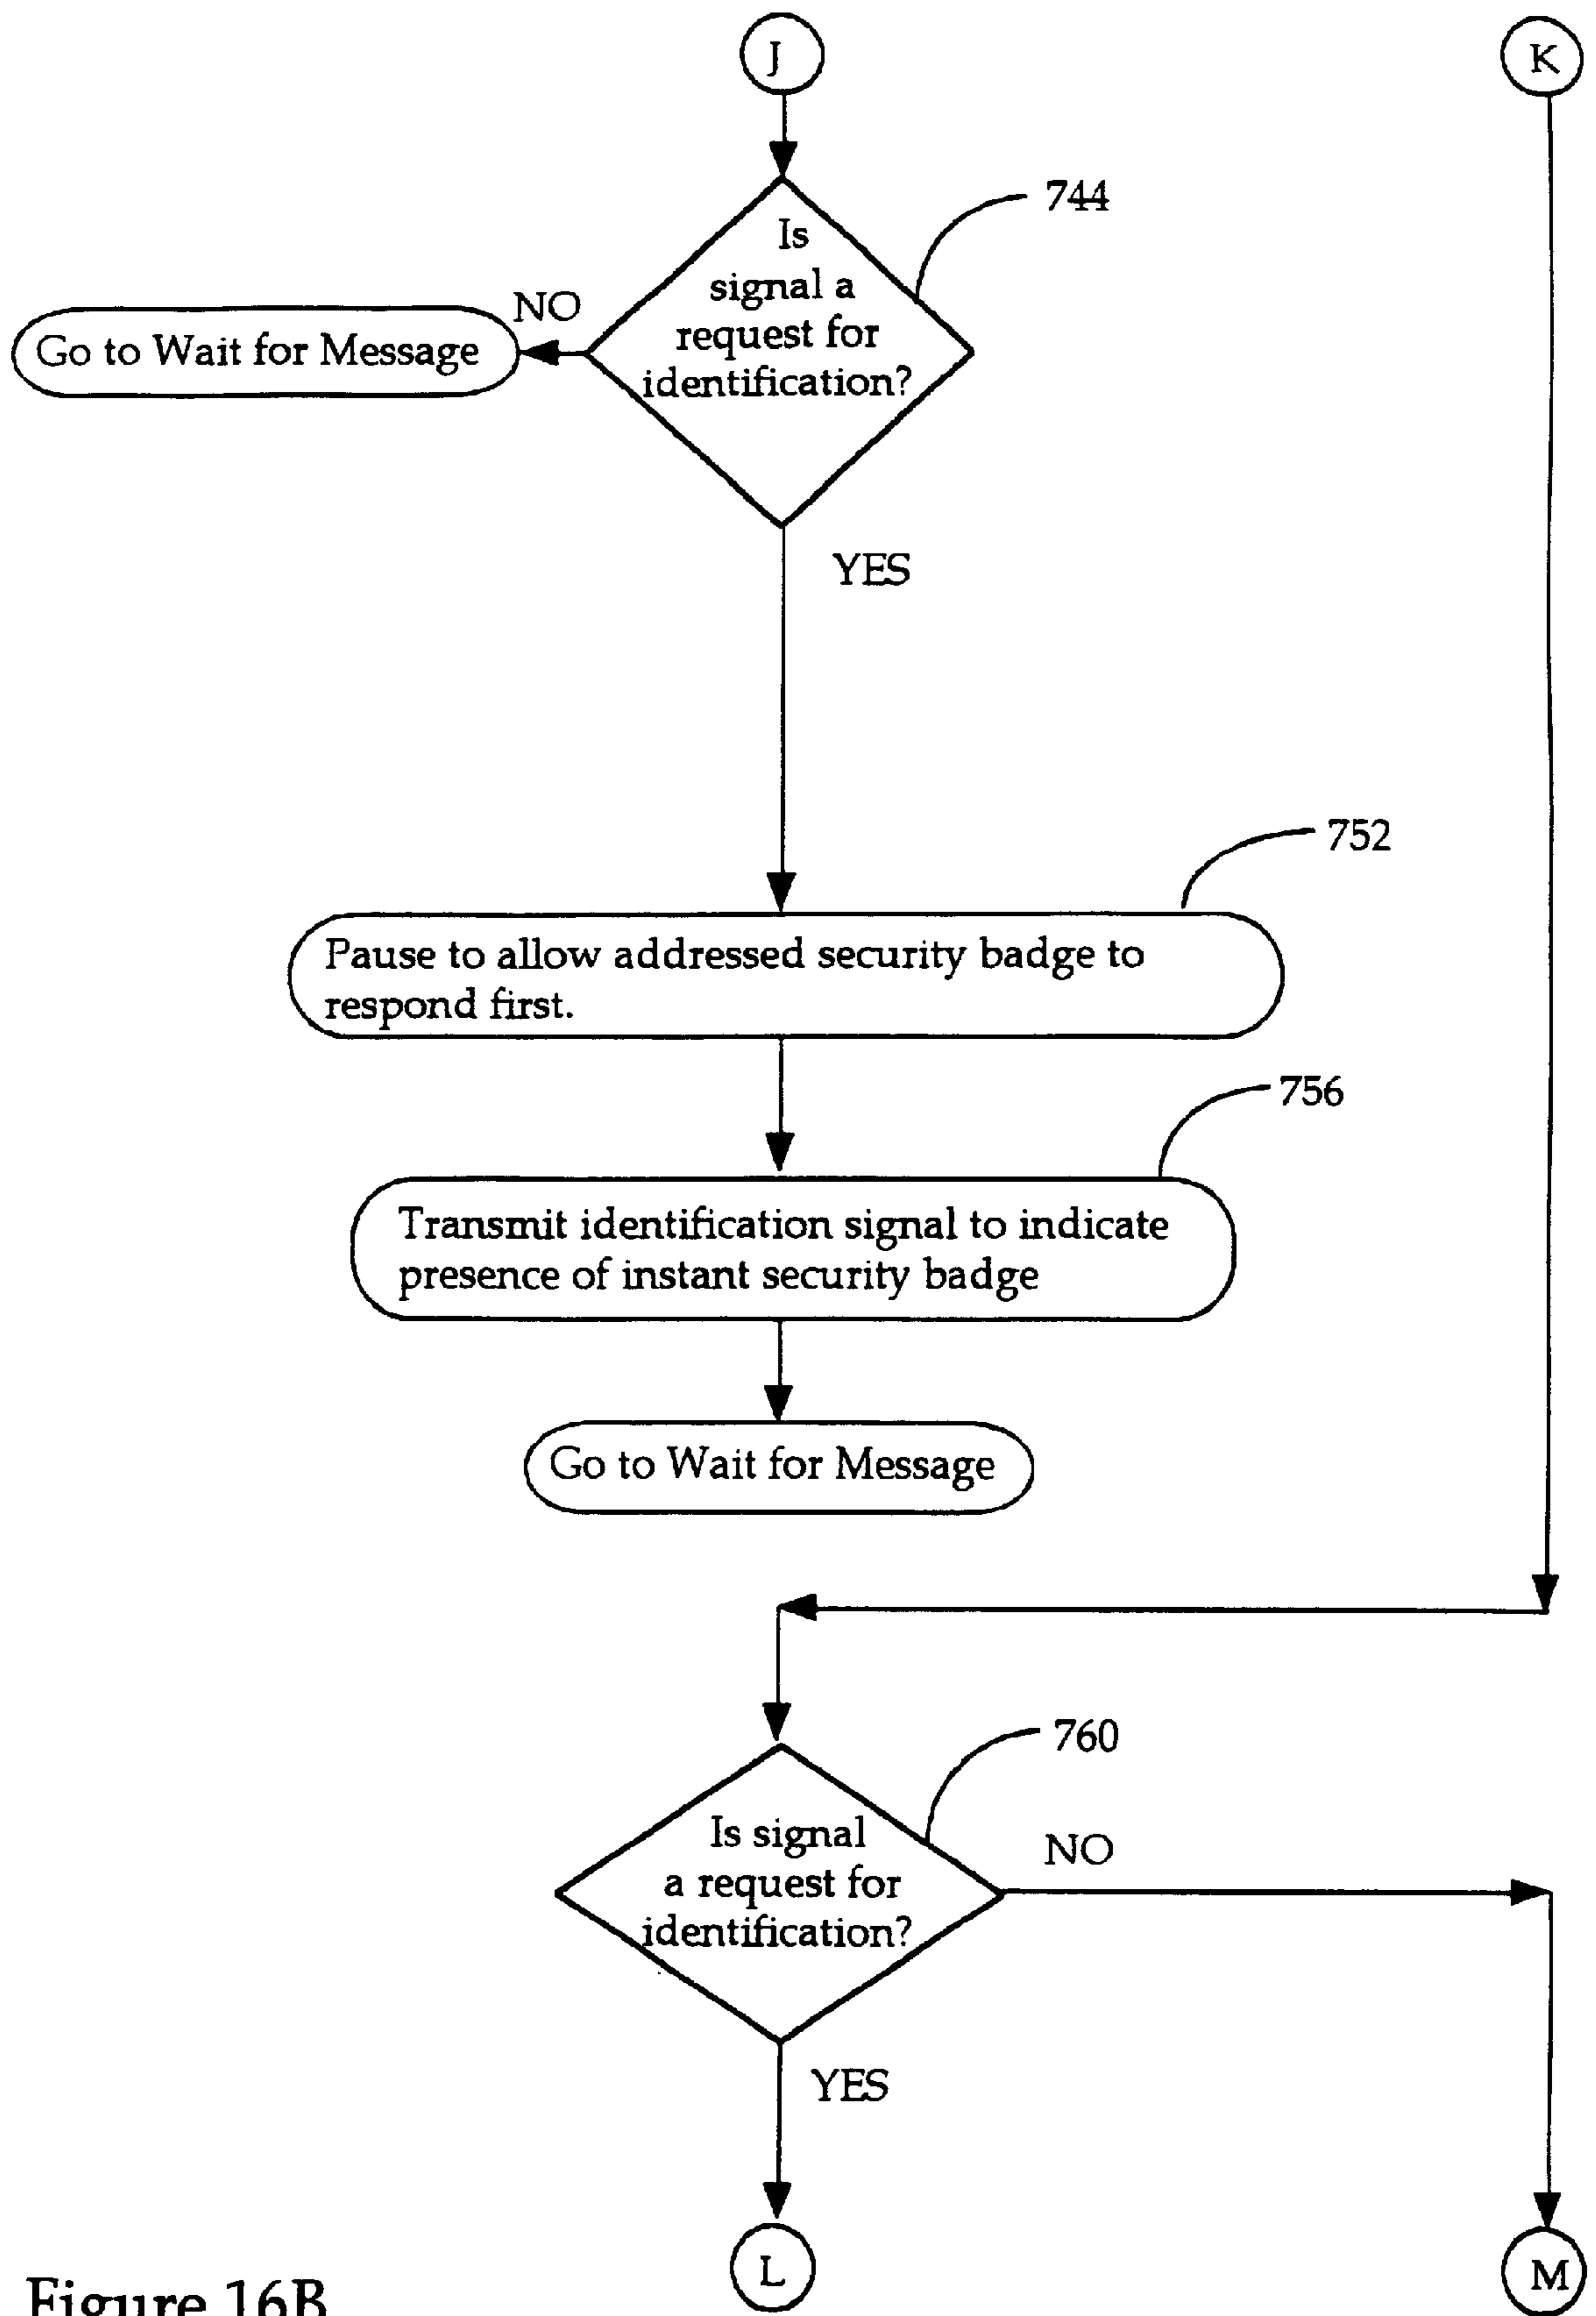 J
K
744
Is
signal a
request for
identification?
NO
Go to Wait for Message
YES
752
Pause to allow addressed security badge to
respond first.
756
Transmit identification signal to indicate
presence of instant security badge
Go to Wait for Message
760
Is signal
a request for
identification?
NO
YES
L
M
Figure 16B